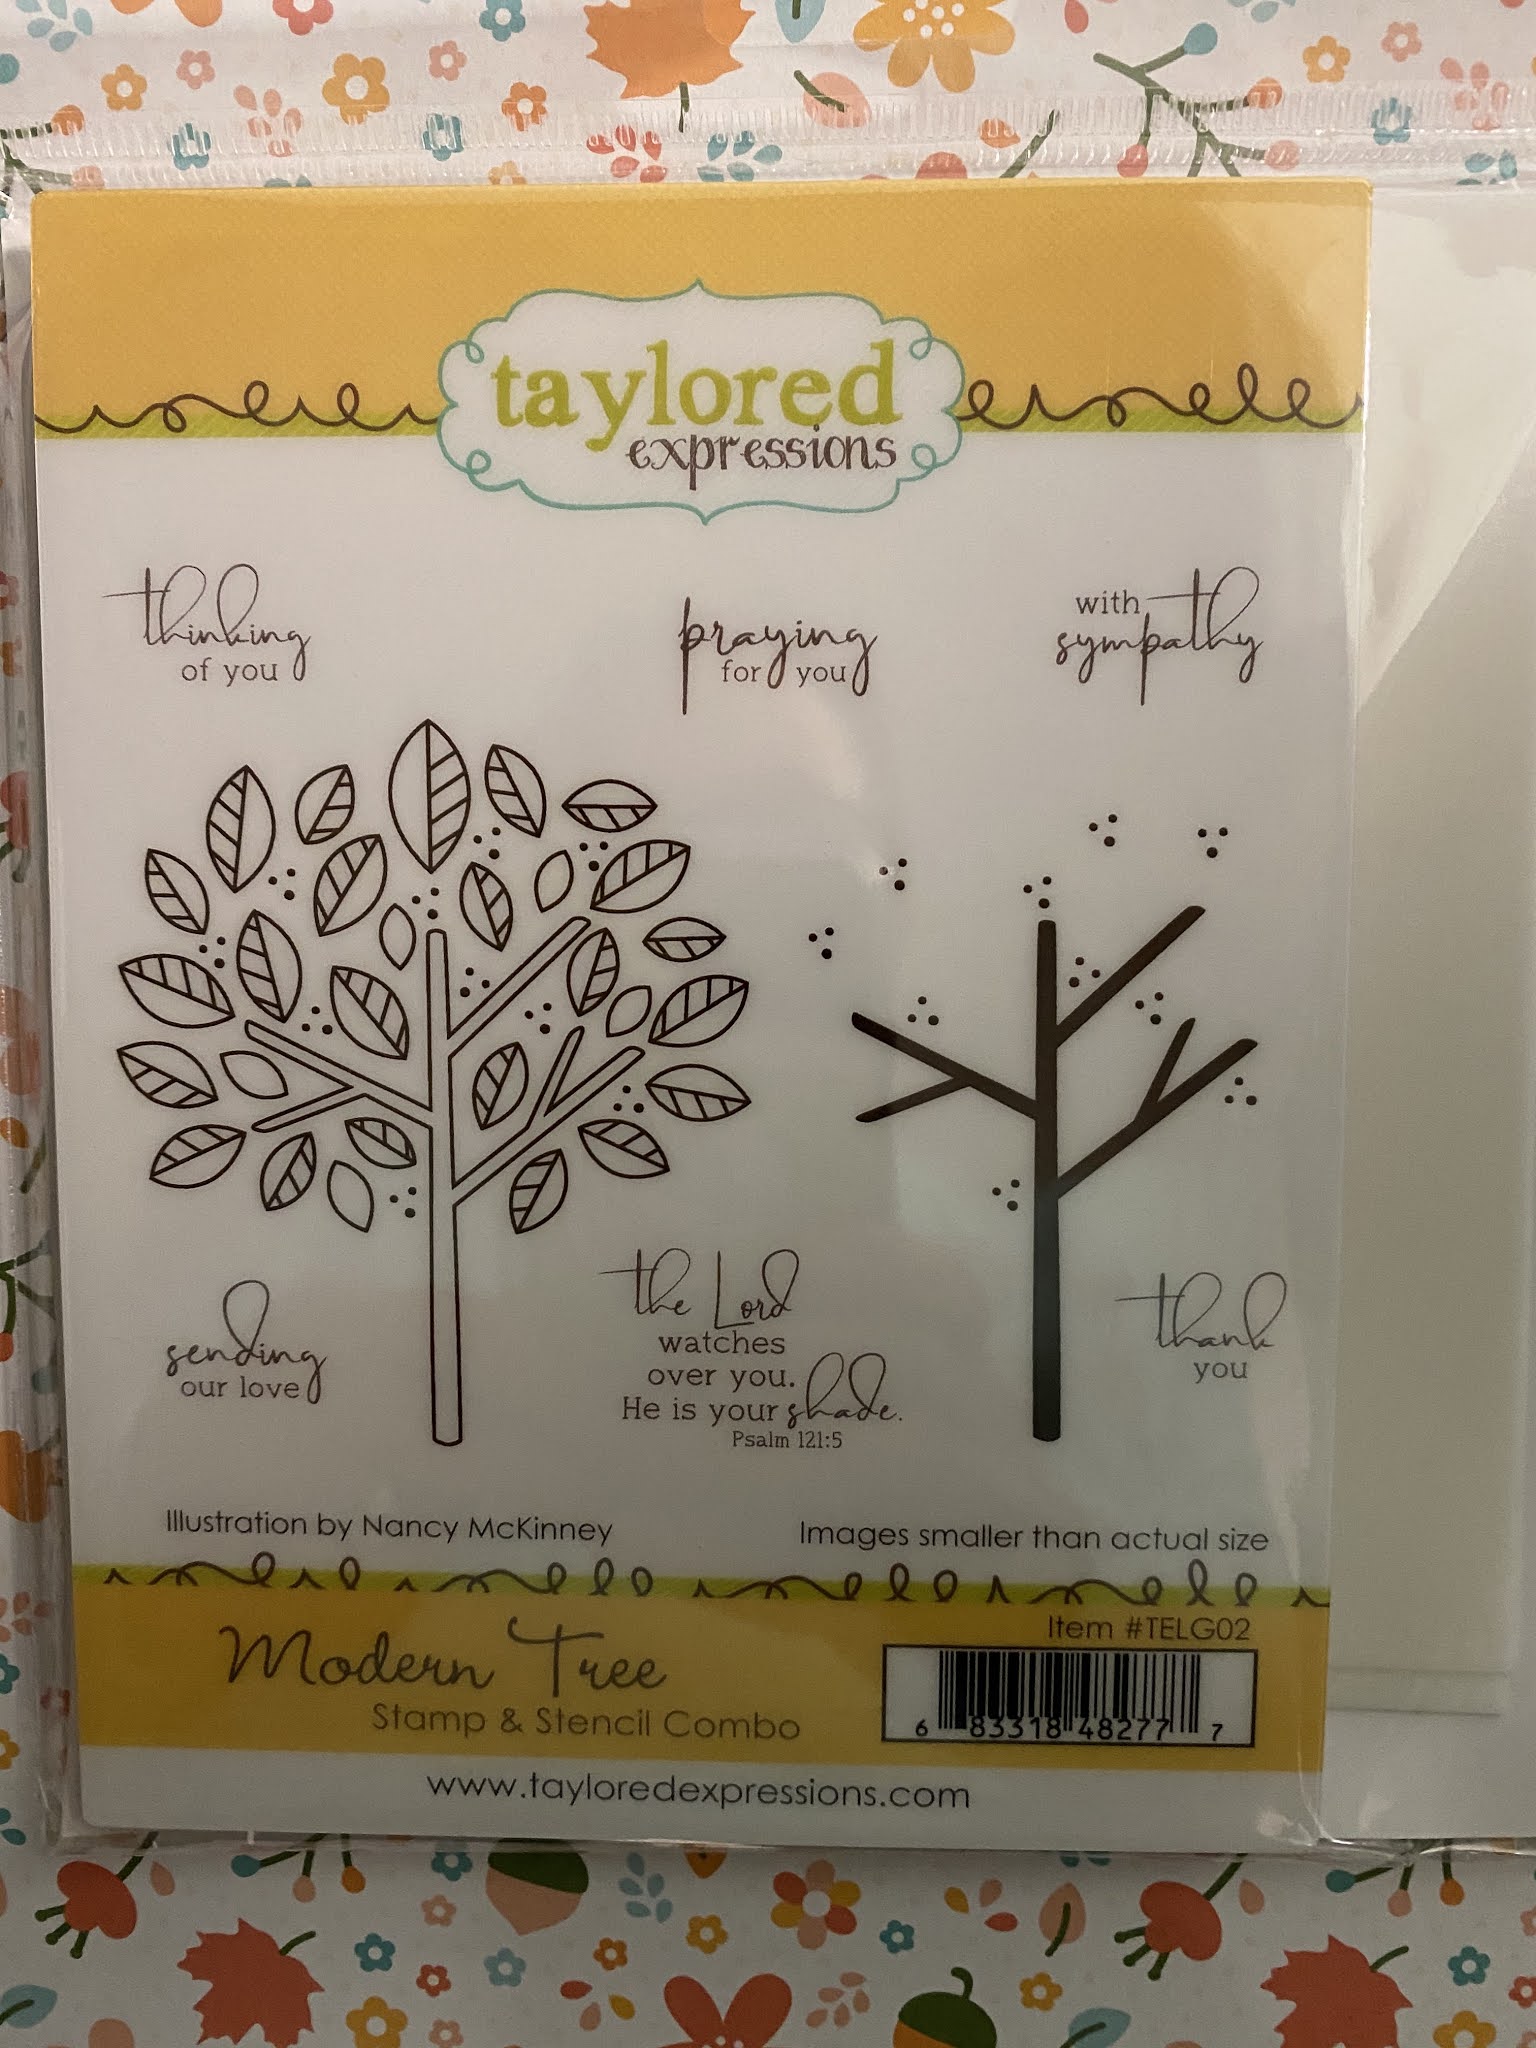 taylored
expressions
thinking
of you
praying
for you
with
sympathy
sending
our love
the Lord
watches
over you.
He is your shade.
Psalm 121:5
thank
you
Illustration by Nancy McKinney
Images smaller than actual size
Modern Tree
Stamp & Stencil Combo
Item #TELG02
6 83318 48277 7
www.tayloredexpressions.com